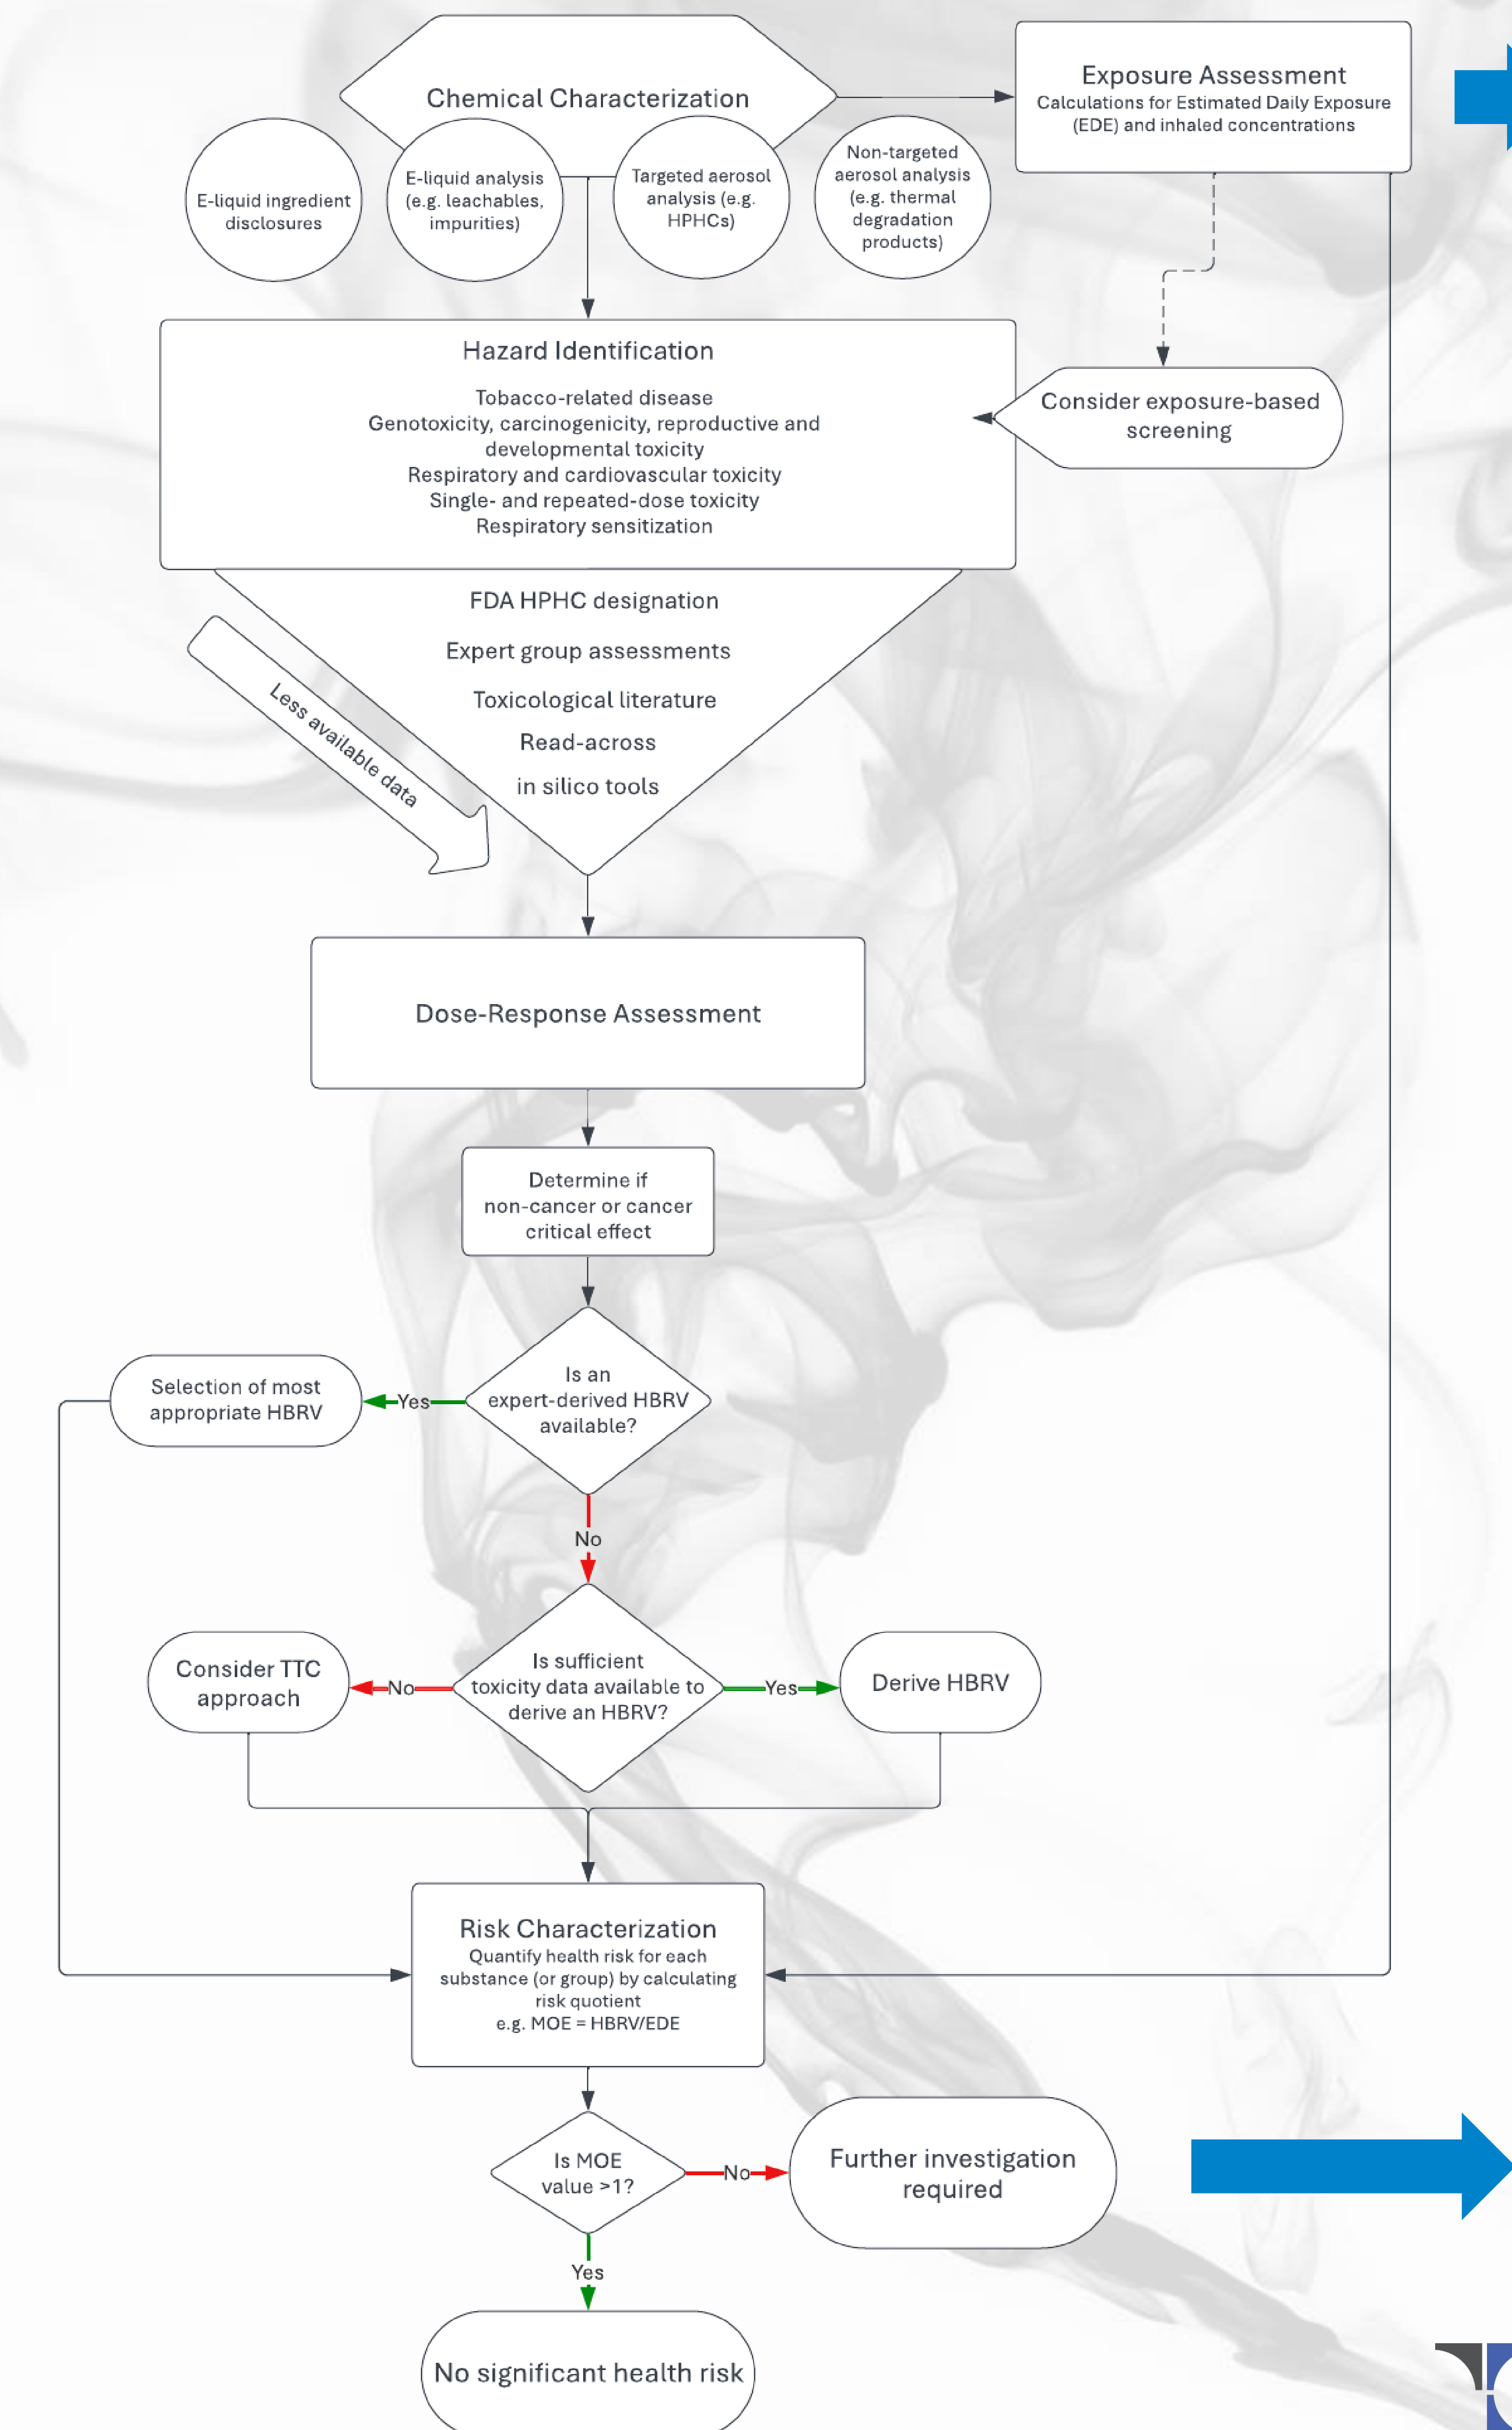 Chemical Characterization
Exposure Assessment
Calculations for Estimated Daily Exposure
(EDE) and inhaled concentrations
E-liquid ingredient
disclosures
E-liquid analysis
(e.g. leachables,
impurities)
Targeted aerosol
analysis (e.g.
HPHCs)
Non-targeted
aerosol analysis
(e.g. thermal
degradation
products)
Hazard Identification
Tobacco-related disease
Genotoxicity, carcinogenicity, reproductive and
developmental toxicity
Respiratory and cardiovascular toxicity
Single- and repeated-dose toxicity
Respiratory sensitization
Consider exposure-based
screening
FDA HPHC designation
Expert group assessments
Toxicological literature
Read-across
in silico tools
Less available data
Dose-Response Assessment
Determine if
non-cancer or cancer
critical effect
Is an
expert-derived HBRV
available?
Yes
Selection of most
appropriate HBRV
No
Is sufficient
toxicity data available to
derive an HBRV?
No
Consider TTC
approach
Yes
Derive HBRV
Risk Characterization
Quantify health risk for each
substance (or group) by calculating
risk quotient
e.g. MOE = HBRV/EDE
Is MOE
value >1?
No
Further investigation
required
Yes
No significant health risk